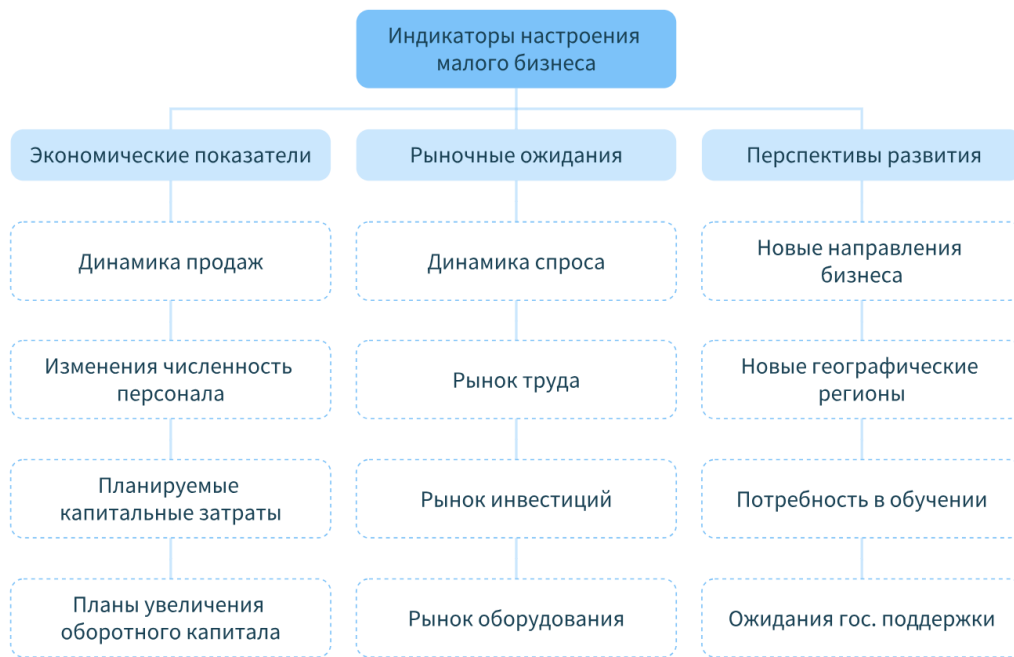 Индикаторы настроения
малого бизнеса
Экономические показатели
Рыночные ожидания
Перспективы развития
Динамика продаж
Динамика спроса
Новые направления
бизнеса
Изменения численность
персонала
Рынок труда
Новые географические
регионы
Планируемые
капитальные затраты
Рынок инвестиций
Потребность в обучении
Планы увеличения
оборотного капитала
Рынок оборудования
Ожидания гос. поддержки